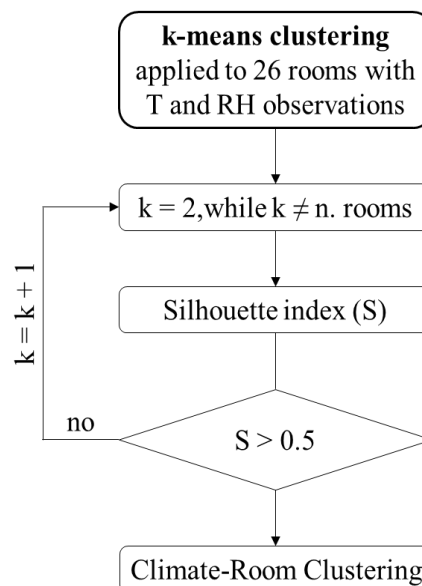 k-means clustering
applied to 26 rooms with
T and RH observations
k = 2,while k ≠ n. rooms
k = k + 1
Silhouette index (S)
no
S > 0.5
Climate-Room Clustering